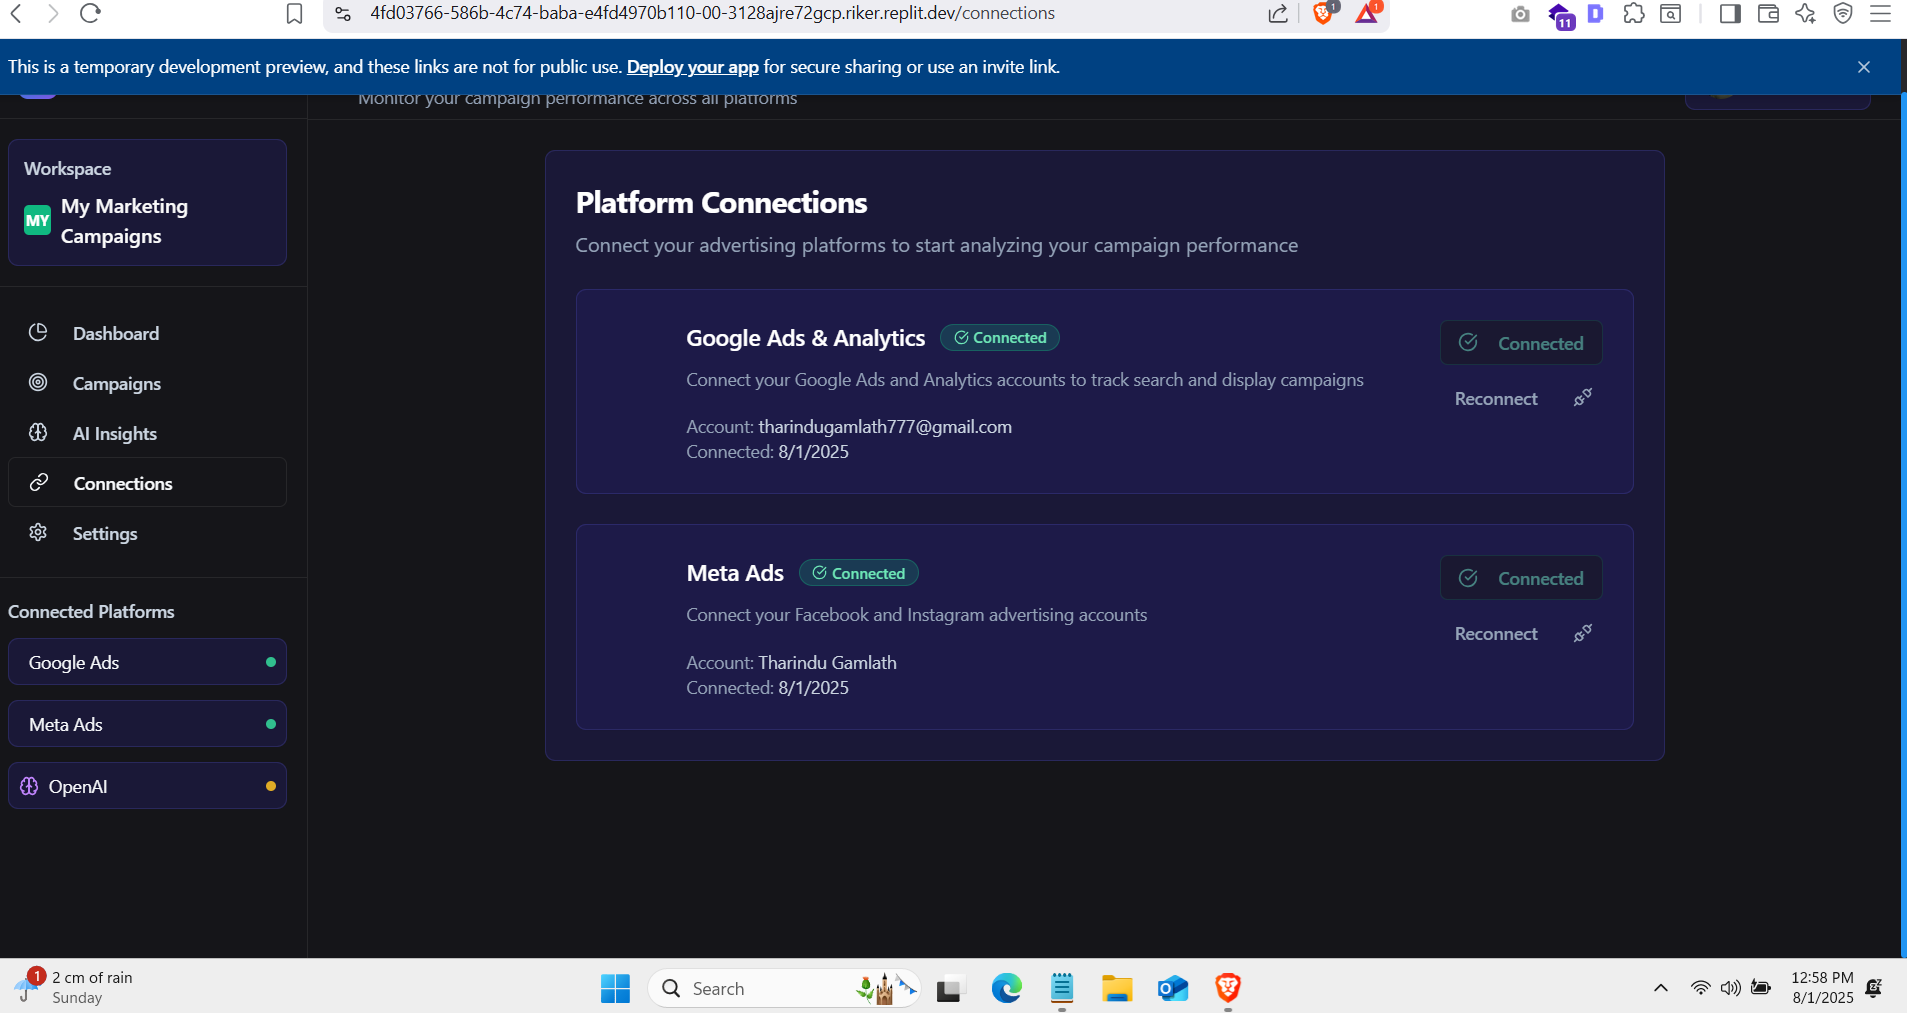 4fd03766-586b-4c74-baba-e4fd4970b110-00-3128ajre72gcp.riker.replit.dev/connections
1
1
11
This is a temporary development preview, and these links are not for public use. Deploy your app for secure sharing or use an invite link.
Monitor your campaign performance across all platforms
Workspace
MY
My Marketing
Campaigns
Dashboard
Campaigns
AI Insights
Connections
Settings
Connected Platforms
Google Ads
Meta Ads
OpenAI
Platform Connections
Connect your advertising platforms to start analyzing your campaign performance
Google Ads & Analytics
Connected
Connected
Connect your Google Ads and Analytics accounts to track search and display campaigns
Reconnect
Account: tharindugamlath777@gmail.com
Connected: 8/1/2025
Meta Ads
Connected
Connected
Connect your Facebook and Instagram advertising accounts
Reconnect
Account: Tharindu Gamlath
Connected: 8/1/2025
1
2 cm of rain
Sunday
Search
12:58 PM
8/1/2025